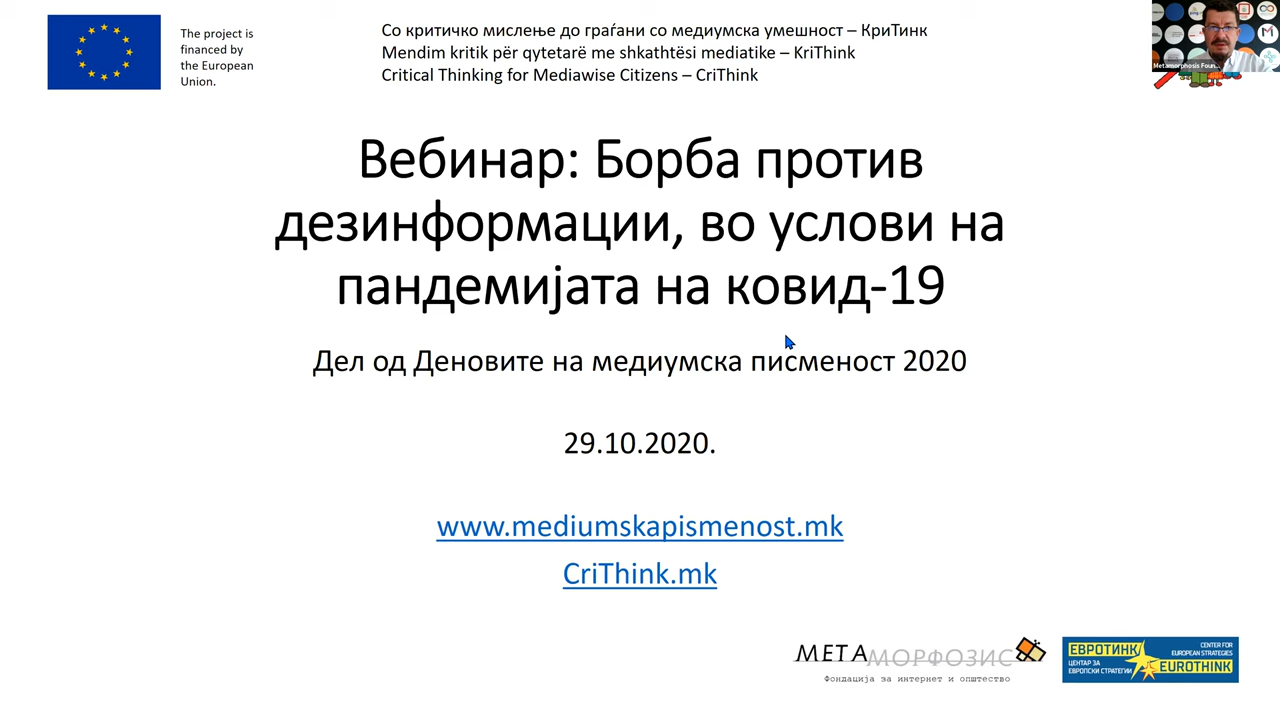 The project is
financed by
the European
Union.
Со критичко мислење до граѓани со медиумска умешност – КриТинк
Mendim kritik për qytetarë me shkathtësi mediatike – KriThink
Critical Thinking for Mediawise Citizens – CriThink
Metamorphosis Foun...
Вебинар: Борба против
дезинформации, во услови на
пандемијата на ковид-19
Дел од Деновите на медиумска писменост 2020
29.10.2020.
www.mediumskapismenost.mk
CriThink.mk
МЕТАМОРФОЗИС
Фондација за интернет и општество
ЕВРОТИНК
ЦЕНТАР ЗА
ЕВРОПСКИ СТРАТЕГИИ
CENTER FOR
EUROPEAN STRATEGIES
EUROTHINK